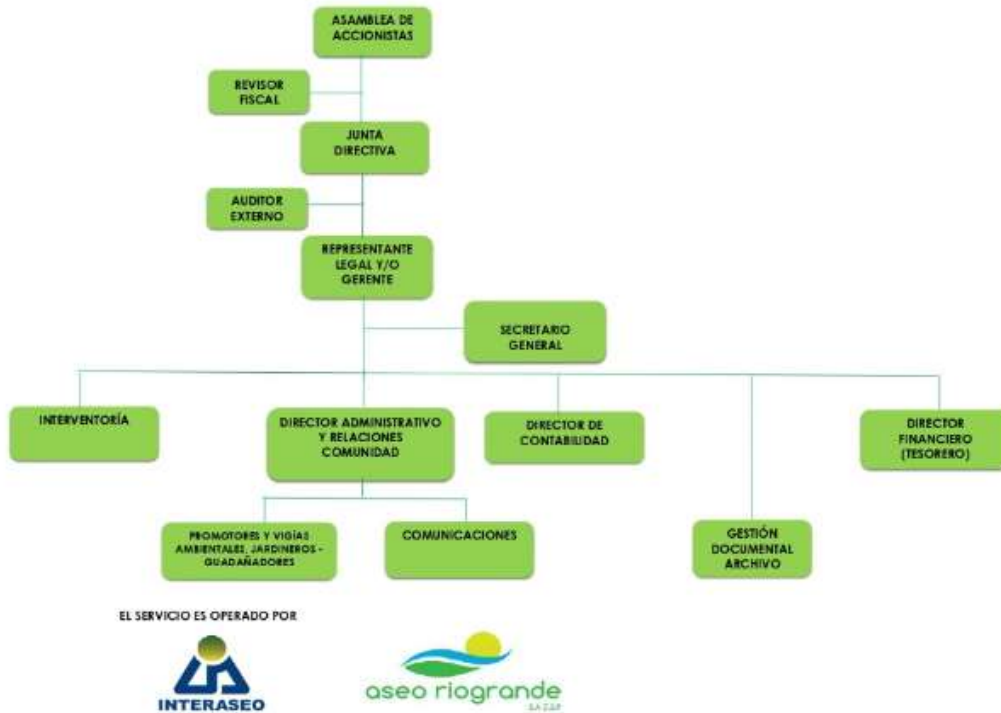 ASAMBLEA DE
ACCIONISTAS
REVISOR
FISCAL
JUNTA
DIRECTIVA
AUDITOR
EXTERNO
REPRESENTANTE
LEGAL Y/O
GERENTE
SECRETARIO
GENERAL
INTERVENTORÍA
DIRECTOR ADMINISTRATIVO
Y RELACIONES
COMUNIDAD
DIRECTOR DE
CONTABILIDAD
DIRECTOR
FINANCIERO
(TESORERO)
PROMOTORES Y VIGÍAS
AMBIENTALES, JARDINEROS -
GUADAÑADORES
COMUNICACIONES
GESTIÓN
DOCUMENTAL
ARCHIVO
EL SERVICIO ES OPERADO POR
INTERASEO
aseo riogrande
S.A E.S.P